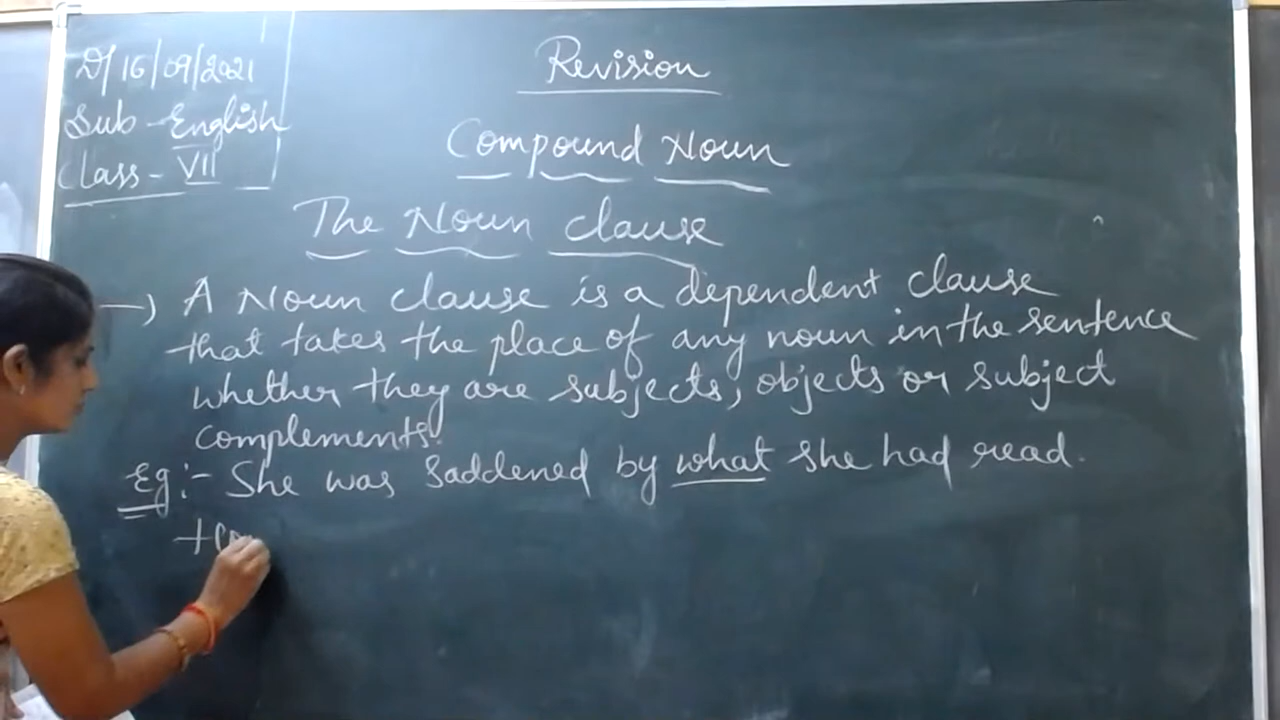 D/16/09/2021
Sub - English
Class - VII
Revision
Compound Noun
The Noun clause
→ A Noun clause is a dependent clause
that takes the place of any noun in the sentence
whether they are subjects, objects or subject
complements.
Eg:- She was saddened by what she had read.